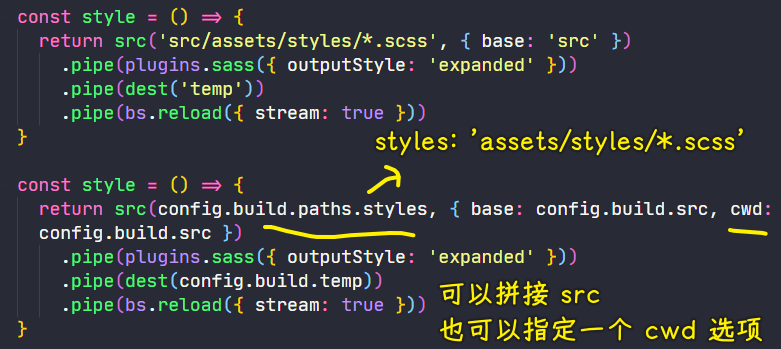 const style = () => {
  return src('src/assets/styles/*.scss', { base: 'src' })
    .pipe(plugins.sass({ outputStyle: 'expanded' }))
    .pipe(dest('temp'))
    .pipe(bs.reload({ stream: true }))
}
styles: 'assets/styles/*.scss'
const style = () => {
  return src(config.build.paths.styles, { base: config.build.src, cwd:
  config.build.src })
    .pipe(plugins.sass({ outputStyle: 'expanded' }))
    .pipe(dest(config.build.temp))
    .pipe(bs.reload({ stream: true }))
}
可以拼接 src
也可以指定一个 cwd 选项